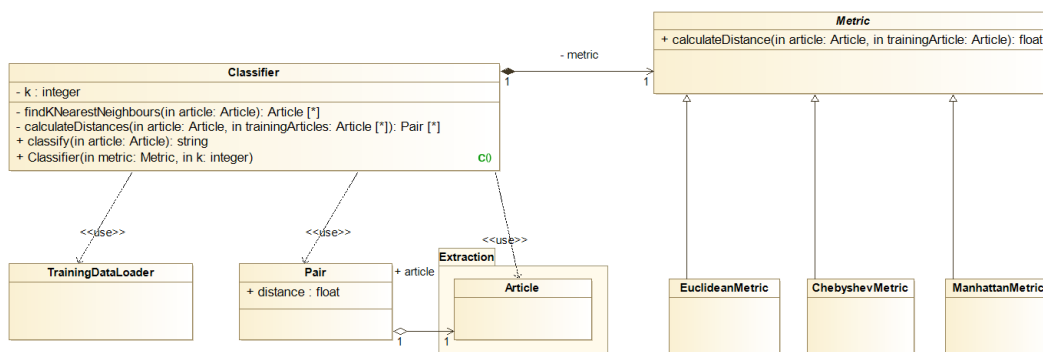 Metric
+ calculateDistance(in article: Article, in trainingArticle: Article): float
Classifier
- k : integer
- findKNearestNeighbours(in article: Article): Article [*]
- calculateDistances(in article: Article, in trainingArticles: Article [*]): Pair [*]
+ classify(in article: Article): string
+ Classifier(in metric: Metric, in k: integer)
C()
- metric
1
1
<<use>>
<<use>>
<<use>>
TrainingDataLoader
Pair
+ distance : float
+ article
1
1
Extraction
Article
EuclideanMetric
ChebyshevMetric
ManhattanMetric